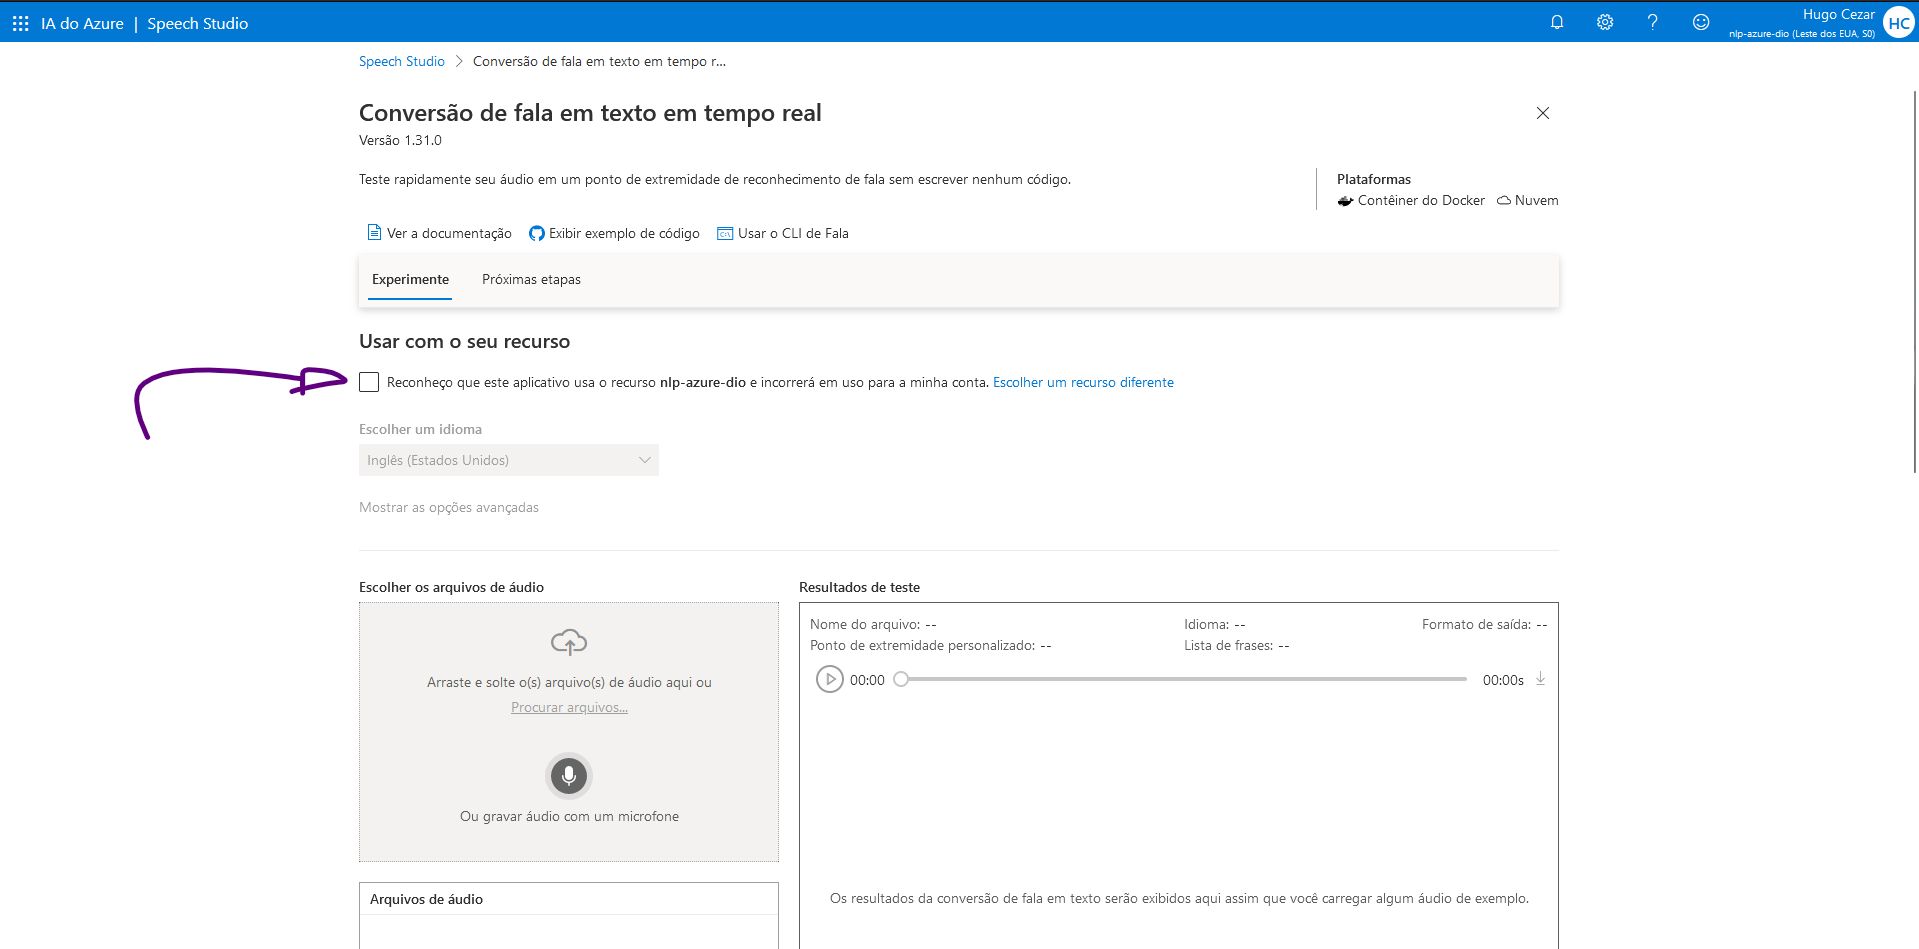 IA do Azure | Speech Studio
Hugo Cezar
nlp-azure-dio (Leste dos EUA, S0)
HC
Speech Studio > Conversão de fala em texto em tempo r...
Conversão de fala em texto em tempo real
Versão 1.31.0
Teste rapidamente seu áudio em um ponto de extremidade de reconhecimento de fala sem escrever nenhum código.
Plataformas
Contêiner do Docker Nuvem
Ver a documentação Exibir exemplo de código Usar o CLI de Fala
Experimente Próximas etapas
Usar com o seu recurso
Reconheço que este aplicativo usa o recurso nlp-azure-dio e incorrerá em uso para a minha conta. Escolher um recurso diferente
Escolher um idioma
Inglês (Estados Unidos)
Mostrar as opções avançadas
Escolher os arquivos de áudio
Arraste e solte o(s) arquivo(s) de áudio aqui ou
Procurar arquivos...
Ou gravar áudio com um microfone
Arquivos de áudio
Resultados de teste
Nome do arquivo: -- Idioma: -- Formato de saída: --
Ponto de extremidade personalizado: -- Lista de frases: --
00:00 00:00s
Os resultados da conversão de fala em texto serão exibidos aqui assim que você carregar algum áudio de exemplo.